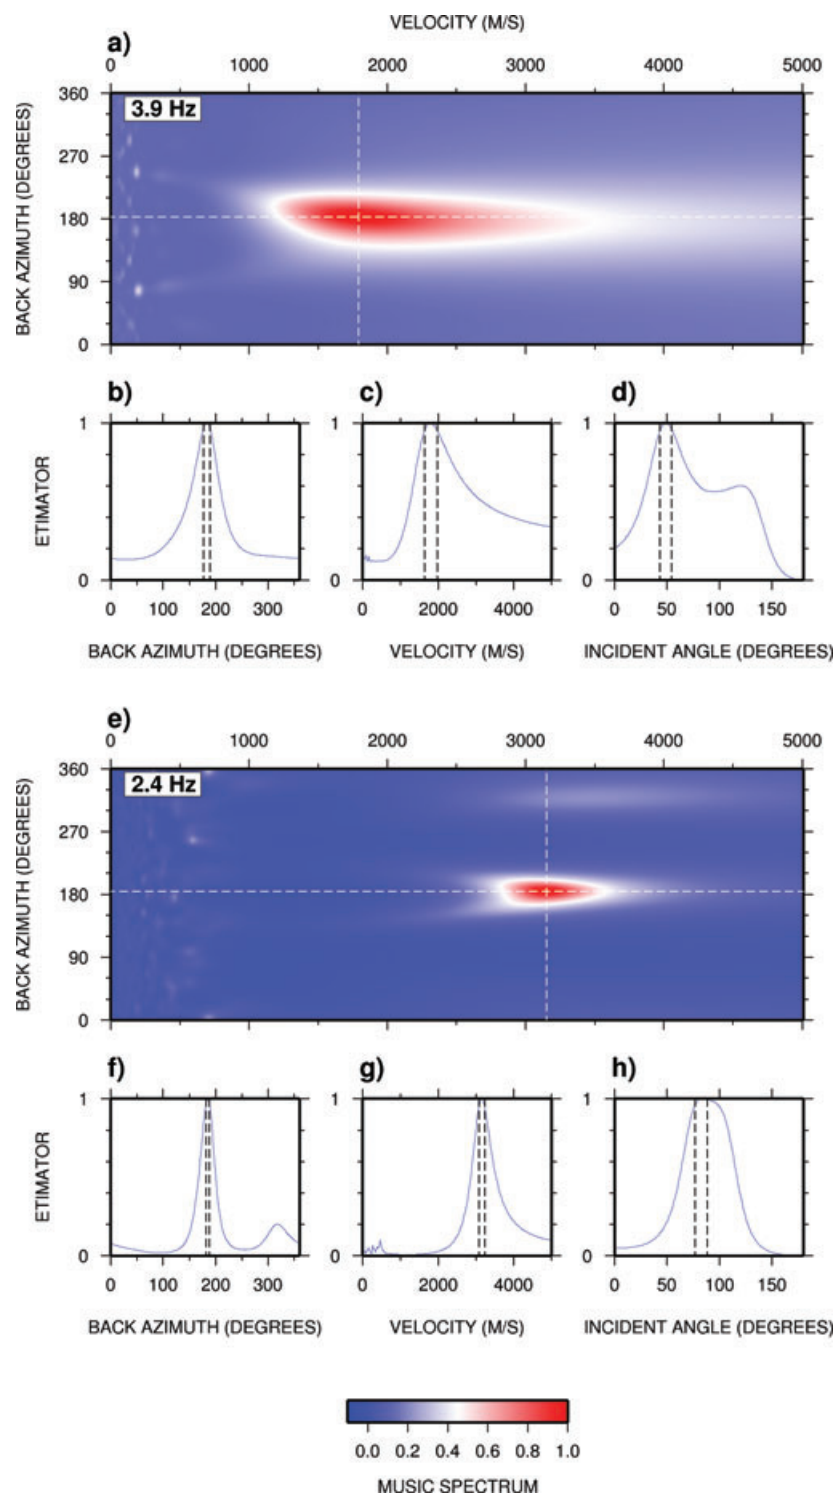 VELOCITY (M/S)
a)
0 1000 2000 3000 4000 5000
3.9 Hz
BACK AZIMUTH (DEGREES)
360
270
180
90
0
b) c) d)
ETIMATOR
1 1 1
0 0 0
0 100 200 300 0 2000 4000 0 50 100 150
BACK AZIMUTH (DEGREES) VELOCITY (M/S) INCIDENT ANGLE (DEGREES)
e)
0 1000 2000 3000 4000 5000
2.4 Hz
BACK AZIMUTH (DEGREES)
360
270
180
90
0
f) g) h)
ETIMATOR
1 1 1
0 0 0
0 100 200 300 0 2000 4000 0 50 100 150
BACK AZIMUTH (DEGREES) VELOCITY (M/S) INCIDENT ANGLE (DEGREES)
0.0 0.2 0.4 0.6 0.8 1.0
MUSIC SPECTRUM